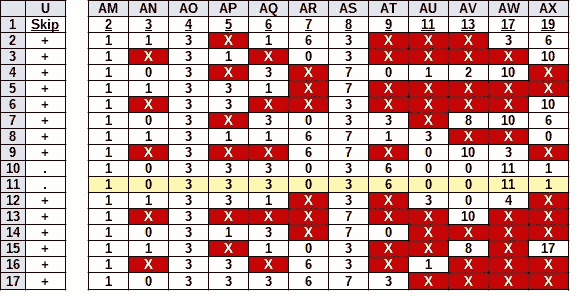 U AM AN AO AP AQ AR AS AT AU AV AW AX
1 Skip 2 3 4 5 6 7 8 9 11 13 17 19
2 + 1 1 3 X 1 6 3 X X X 3 6
3 + 1 X 3 1 X 0 3 X X X X 10
4 + 1 0 3 X 3 X 7 0 1 2 10 X
5 + 1 1 3 3 1 X 7 X X X X X
6 + 1 X 3 3 X X 3 X X X X 10
7 + 1 0 3 X 3 0 3 3 X 8 10 6
8 + 1 1 3 1 1 6 7 1 3 X X 0
9 + 1 X 3 X X 6 7 X 0 10 3 X
10 . 1 0 3 3 3 0 3 6 0 0 11 1
11 . 1 0 3 3 3 0 3 6 0 0 11 1
12 + 1 1 3 3 1 X 3 X 3 0 4 X
13 + 1 X 3 X X X 7 X X 10 X X
14 + 1 0 3 1 3 X 7 0 X X X X
15 + 1 1 3 X 1 0 3 X X 8 X 17
16 + 1 X 3 3 X 6 3 X 1 X X X
17 + 1 0 3 3 3 6 7 3 X X X X